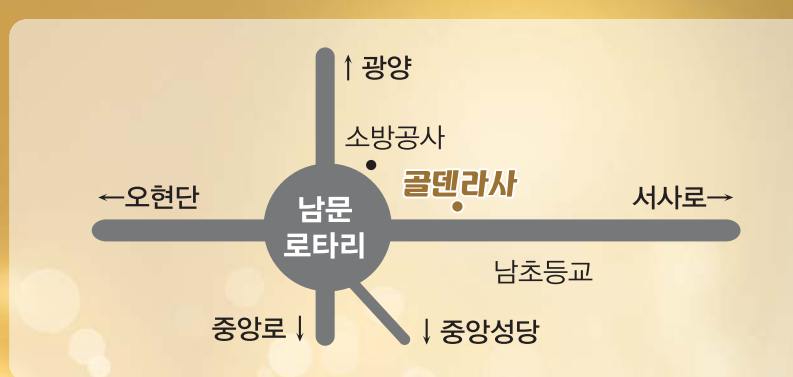 ↑ 광양
소방공사
골덴라사
←오현단
서사로→
남문
로타리
남초등교
중앙로 ↓
↓ 중앙성당